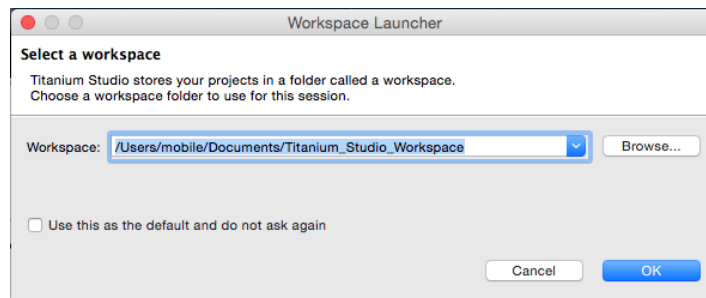 Workspace Launcher
Select a workspace
Titanium Studio stores your projects in a folder called a workspace.
Choose a workspace folder to use for this session.
Workspace: /Users/mobile/Documents/Titanium_Studio_Workspace Browse...
Use this as the default and do not ask again
Cancel OK